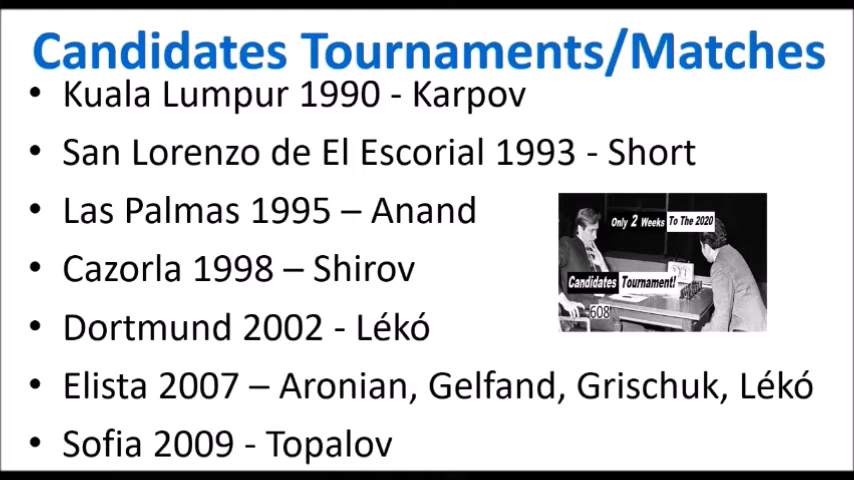 Candidates Tournaments/Matches
• Kuala Lumpur 1990 - Karpov
• San Lorenzo de El Escorial 1993 - Short
• Las Palmas 1995 – Anand
• Cazorla 1998 – Shirov
• Dortmund 2002 - Lékó
• Elista 2007 – Aronian, Gelfand, Grischuk, Lékó
• Sofia 2009 - Topalov
Only 2 Weeks To The 2020
Candidates Tournament!
608